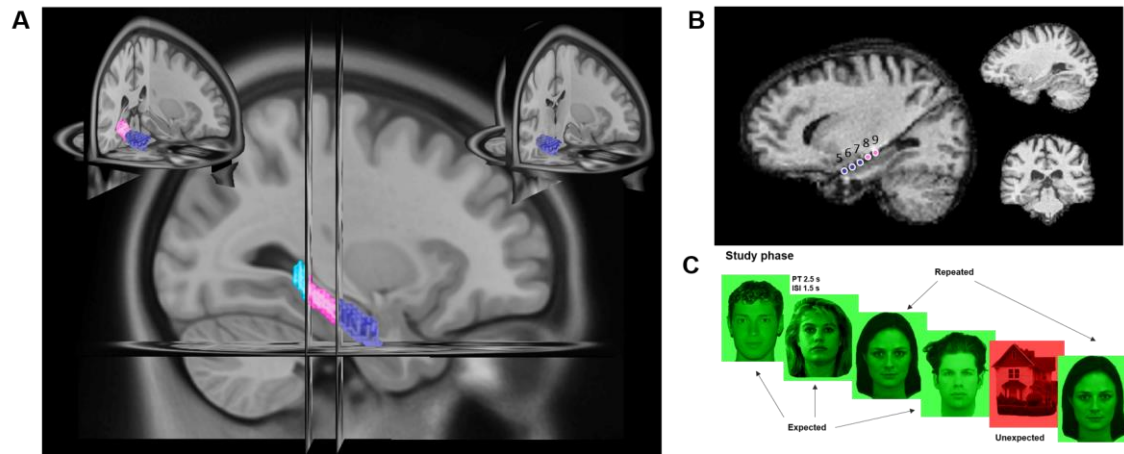 A
B
5 6 7 8 9
C
Study phase
PT 2.5 s
ISI 1.5 s
Repeated
Expected
Unexpected